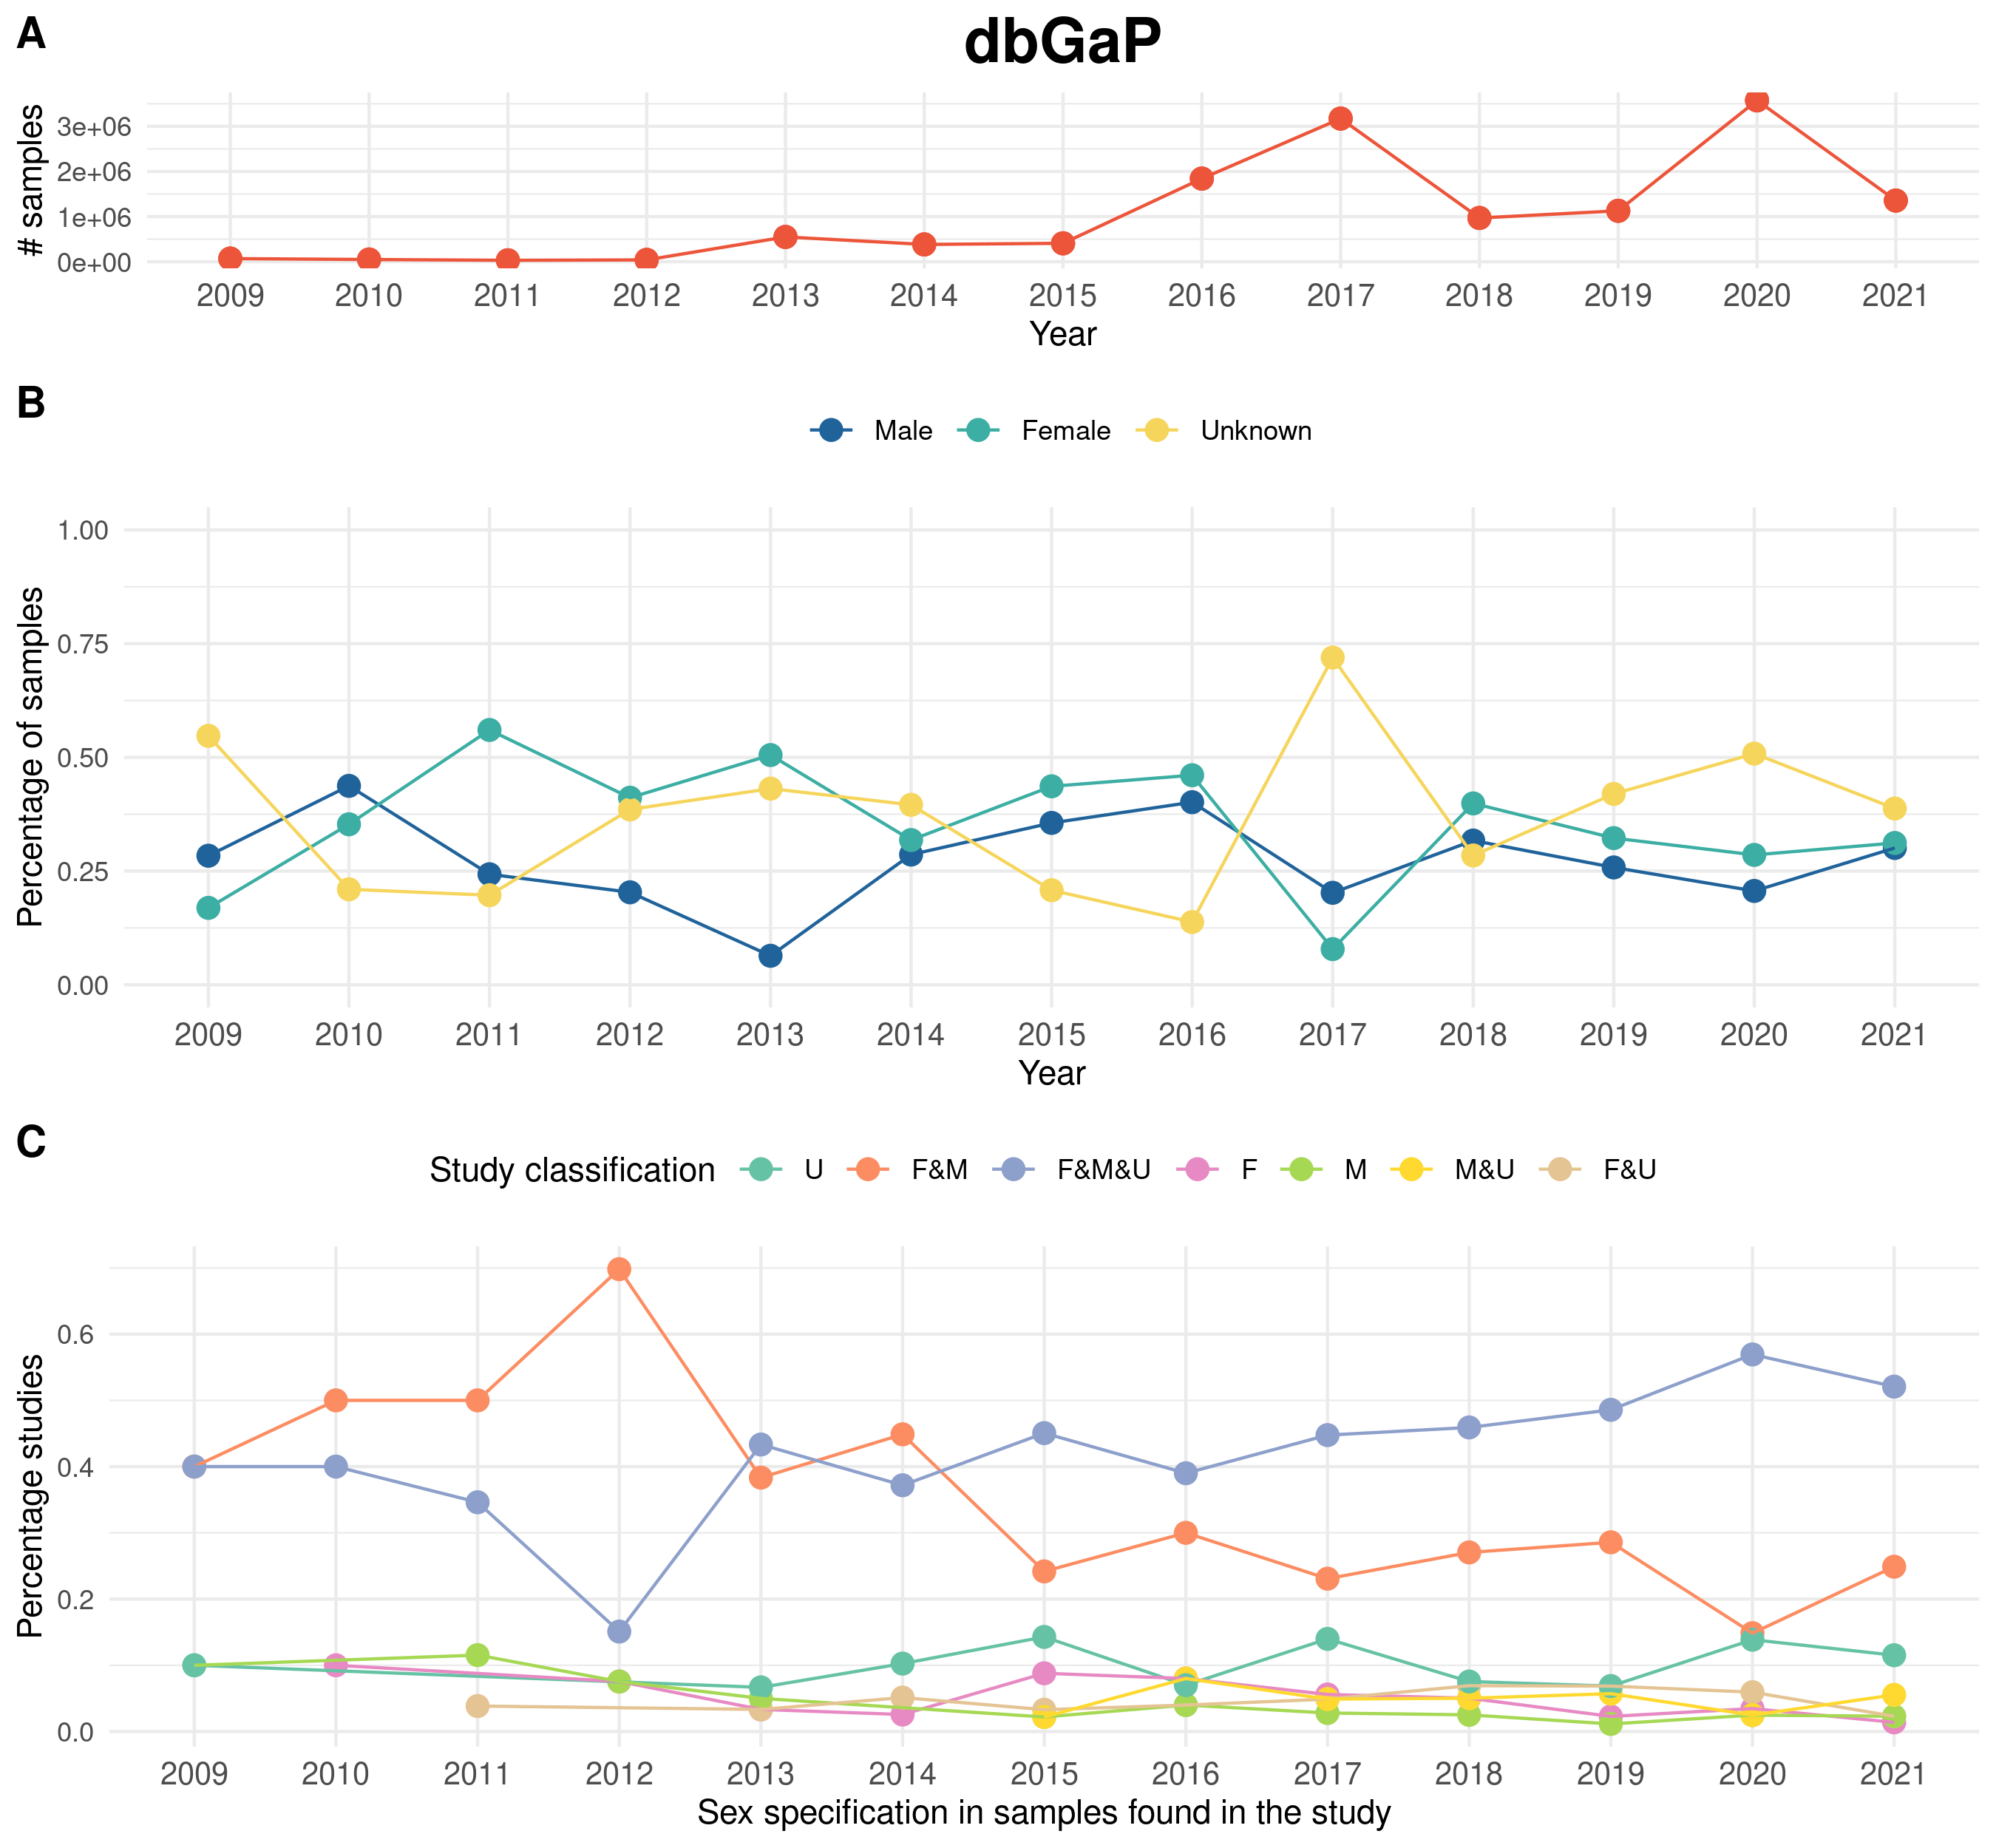 A
dbGaP
# samples
3e+06
2e+06
1e+06
0e+00
2009 2010 2011 2012 2013 2014 2015 2016 2017 2018 2019 2020 2021
Year
B
Male Female Unknown
Percentage of samples
1.00
0.75
0.50
0.25
0.00
2009 2010 2011 2012 2013 2014 2015 2016 2017 2018 2019 2020 2021
Year
C
Study classification U F&M F&M&U F M M&U F&U
Percentage studies
0.6
0.4
0.2
0.0
2009 2010 2011 2012 2013 2014 2015 2016 2017 2018 2019 2020 2021
Sex specification in samples found in the study